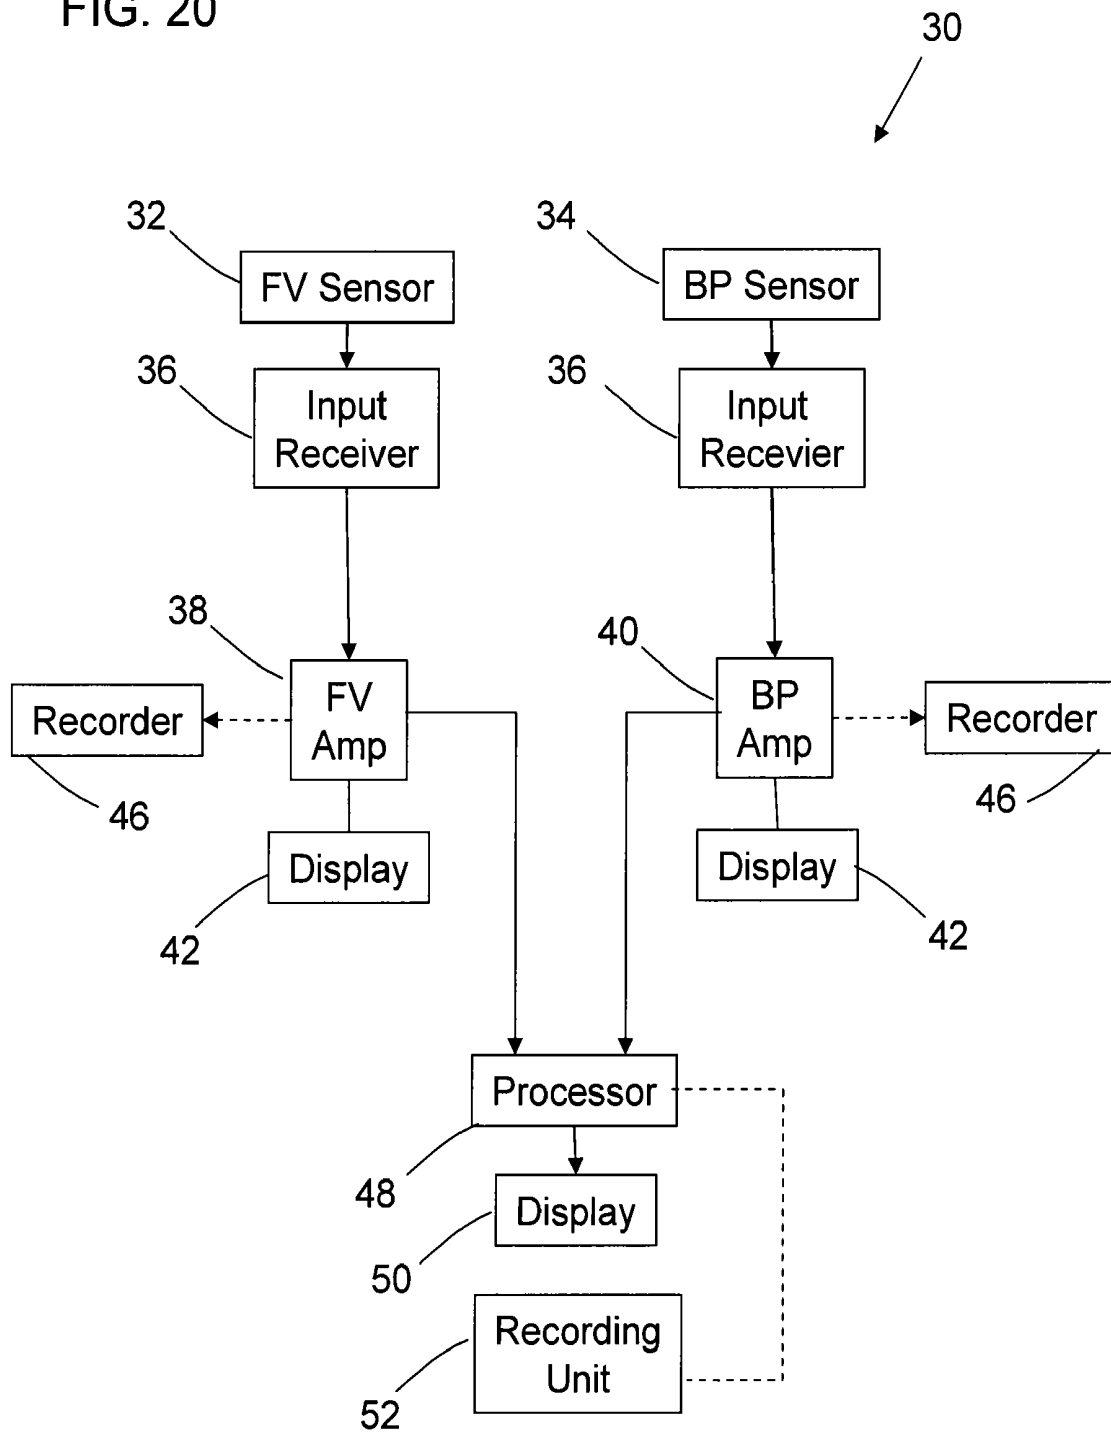 FIG. 20
30
32
34
FV Sensor
BP Sensor
36
36
Input
Receiver
Input
Recevier
38
40
FV
Amp
BP
Amp
Recorder
Recorder
46
46
Display
Display
42
42
Processor
48
Display
50
Recording
Unit
52